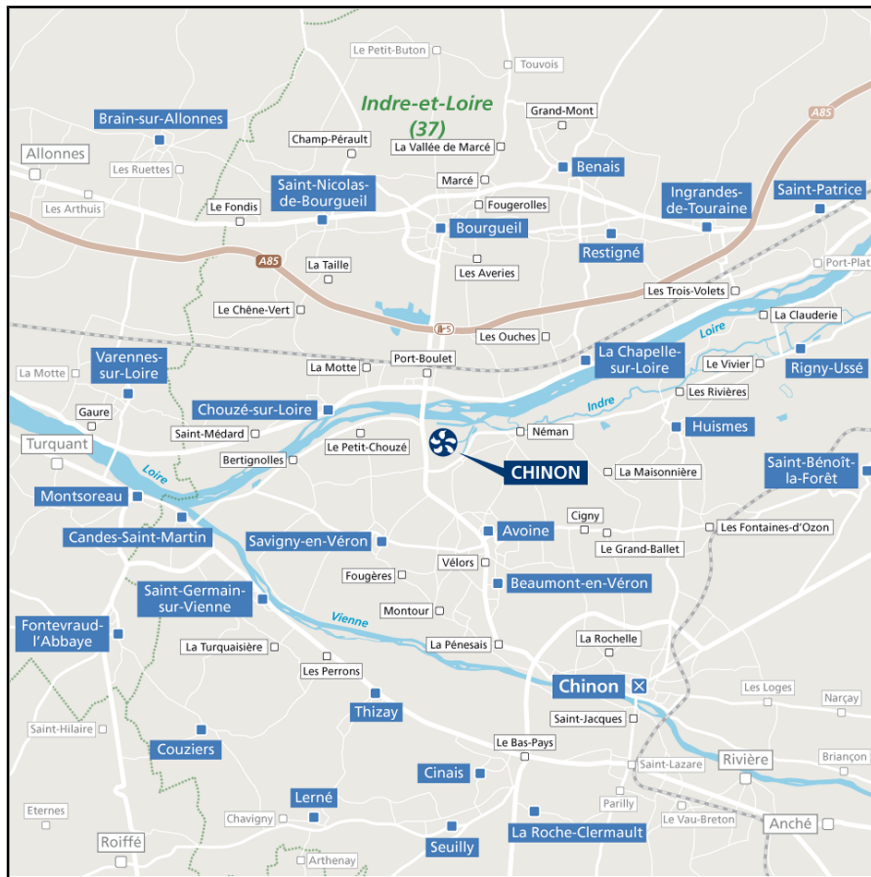 Le Petit-Buton
Touvois
Indre-et-Loire
(37)
Grand-Mont
A85
Brain-sur-Allonnes
Champ-Pérault
La Vallée de Marcé
Allonnes
Les Ruettes
Benais
Marcé
Saint-Nicolas-
de-Bourgueil
Ingrandes-
de-Touraine
Saint-Patrice
Les Arthuis
Le Fondis
Fougerolles
Bourgueil
Restigné
A85
La Taille
Les Averies
Port-Plat
Les Trois-Volets
Le Chêne-Vert
La Clauderie
Loire
Les Ouches
Varennes-
sur-Loire
La Motte
La Motte
Port-Boulet
La Chapelle-
sur-Loire
Le Vivier
Rigny-Ussé
Indre
Les Rivières
Gaure
Chouzé-sur-Loire
Saint-Médard
Le Petit-Chouzé
Néman
Huismes
Turquant
Bertignolles
Loire
CHINON
La Maisonnière
Saint-Bénoît-
la-Forêt
Montsoreau
Candes-Saint-Martin
Savigny-en-Véron
Avoine
Cigny
Les Fontaines-d'Ozon
Le Grand-Ballet
Vélors
Fougères
Beaumont-en-Véron
Saint-Germain-
sur-Vienne
Montour
Vienne
Fontevraud-
l'Abbaye
La Turquaisière
La Pénesais
La Rochelle
Les Perrons
Chinon
Les Loges
Thizay
Narçay
Saint-Jacques
Saint-Hilaire
Couziers
Le Bas-Pays
Rivière
Briançon
Saint-Lazare
Cinais
Lerné
Parilly
Eternes
Chavigny
Le Vau-Breton
Anché
La Roche-Clermault
Seuilly
Roiffé
Arthenay